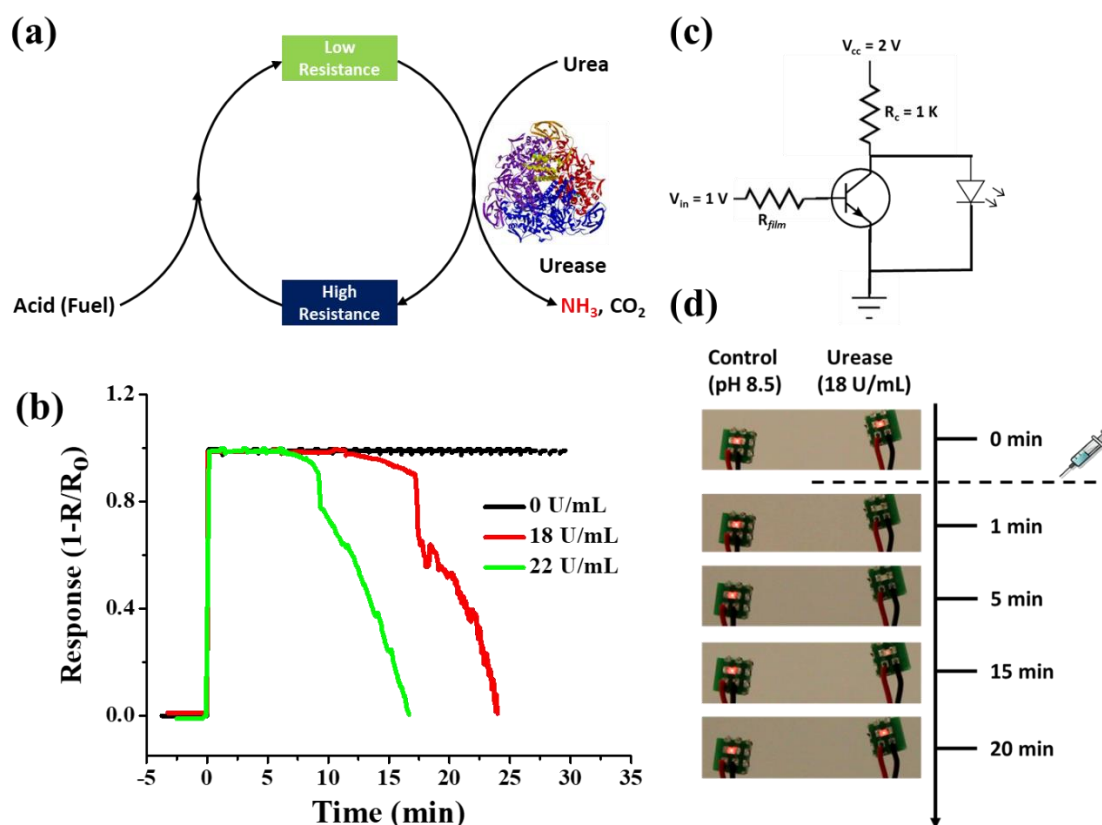 (a)
Low
Resistance
Urea
Urease
High
Resistance
Acid (Fuel)
NH₃, CO₂
(b)
Response (1-R/R₀)
1.2
0.8
0.4
0.0
0 U/mL
18 U/mL
22 U/mL
-5 0 5 10 15 20 25 30 35
Time (min)
(c)
Vcc = 2 V
Rc = 1 K
Vin = 1 V
Rfilm
(d)
Control
(pH 8.5)
Urease
(18 U/mL)
0 min
1 min
5 min
15 min
20 min